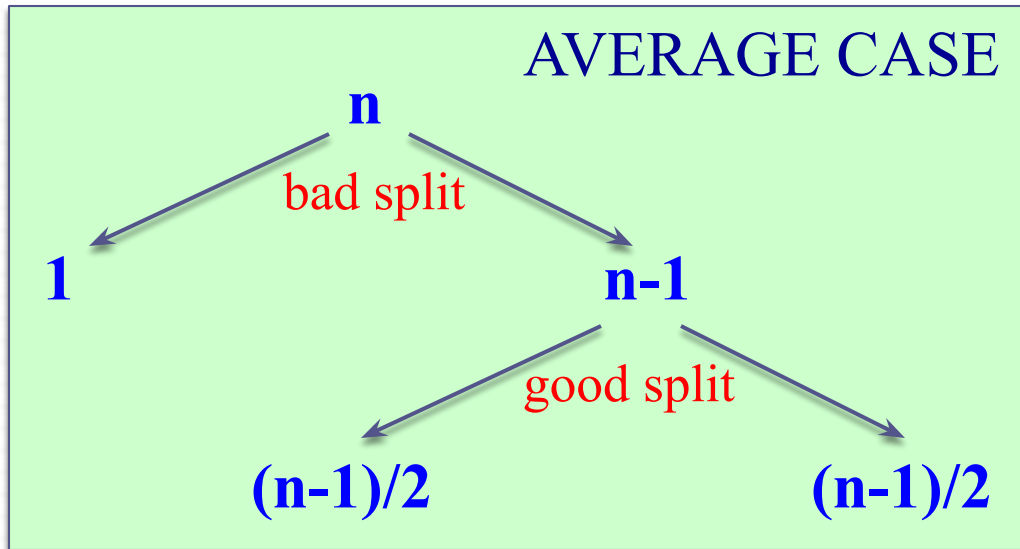 AVERAGE CASE
n
bad split
1
n-1
good split
(n-1)/2
(n-1)/2